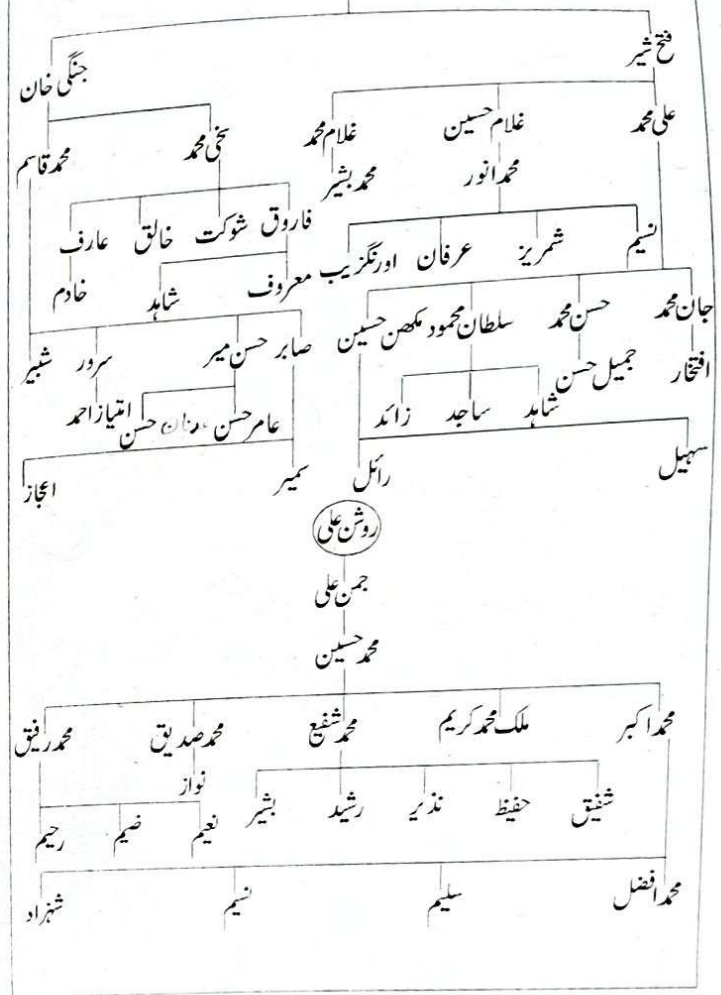 فتح شیر جنگی خان
علی محمد غلام حسین غلام محمد سخی محمد محمد قاسم
محمد انور محمد بشیر
نسیم شمریز عرفان اورنگزیب فاروق شوکت خالق عارف
معروف شاہد خادم
جان محمد حسن محمد سلطان محمود مکھن حسین صابر حسن میر سرور شبیر
افتخار جمیل حسن
شاہد ساجد زائد عامر حسن حسن امتیاز احمد
سہیل رائل سمیر اعجاز
روشن علی
جمن علی
محمد حسین
محمد اکبر ملک محمد کریم محمد شفیع محمد صدیق محمد رفیق
نواز
شفیق حفیظ نذیر رشید بشیر نعیم ضیم رحیم
محمد افضل سلیم نسیم شہزاد